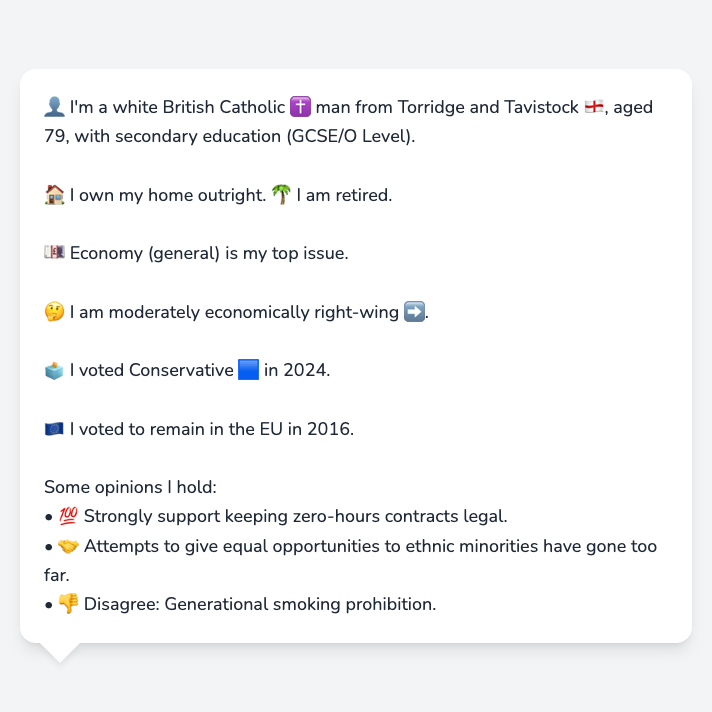 👤 I'm a white British Catholic ✝️ man from Torridge and Tavistock 🏴󠁧󠁢󠁥󠁮󠁧󠁿, aged
79, with secondary education (GCSE/O Level).
🏠 I own my home outright. 🌴 I am retired.
💷 Economy (general) is my top issue.
🤔 I am moderately economically right-wing ➡️.
🗳️ I voted Conservative 🟦 in 2024.
🇪🇺 I voted to remain in the EU in 2016.
Some opinions I hold:
• 💯 Strongly support keeping zero-hours contracts legal.
• 🤝 Attempts to give equal opportunities to ethnic minorities have gone too
far.
• 👎 Disagree: Generational smoking prohibition.